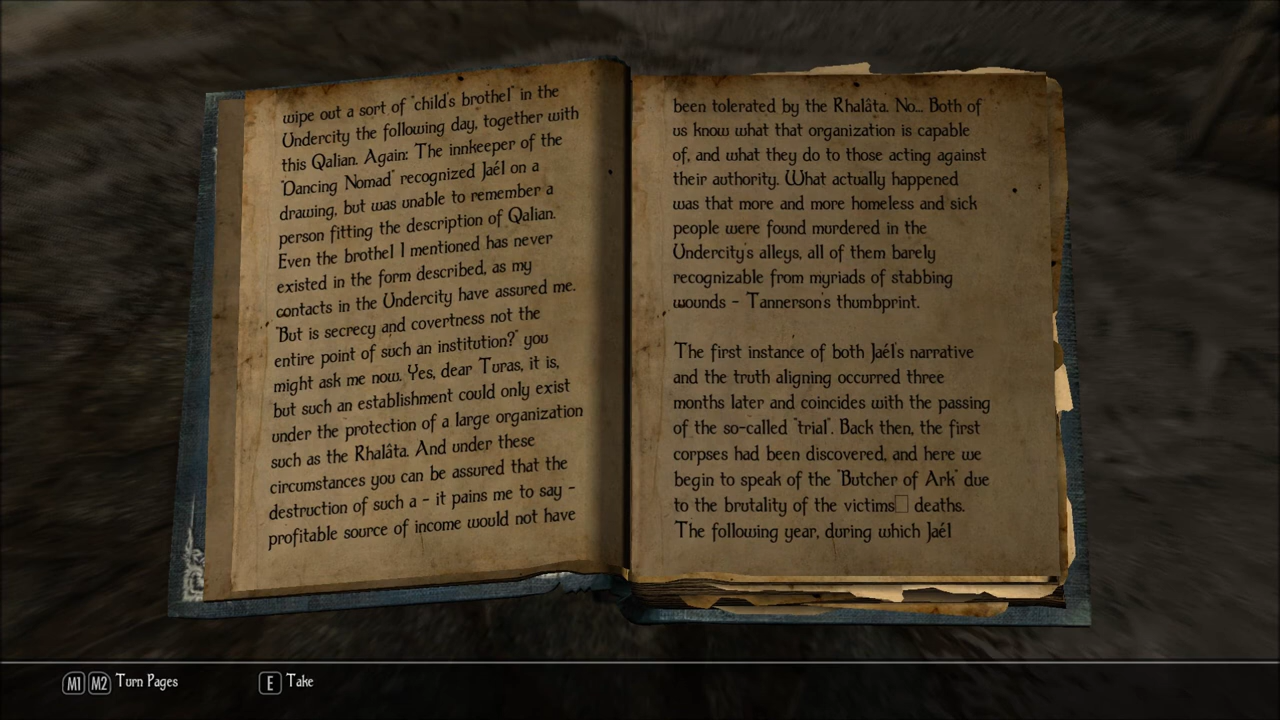 wipe out a sort of "child's brothel" in the
Undercity the following day, together with
this Qalian. Again: The innkeeper of the
"Dancing Nomad" recognized Jaél on a
drawing, but was unable to remember a
person fitting the description of Qalian.
Even the brothel I mentioned has never
existed in the form described, as my
contacts in the Undercity have assured me.
"But is secrecy and covertness not the
entire point of such an institution?" you
might ask me now. Yes, dear Turas, it is,
but such an establishment could only exist
under the protection of a large organization
such as the Rhalâta. And under these
circumstances you can be assured that the
destruction of such a - it pains me to say -
profitable source of income would not have
been tolerated by the Rhalâta. No... Both of
us know what that organization is capable
of, and what they do to those acting against
their authority. What actually happened
was that more and more homeless and sick
people were found murdered in the
Undercity's alleys, all of them barely
recognizable from myriads of stabbing
wounds - Tannerson's thumbprint.
The first instance of both Jaél's narrative
and the truth aligning occurred three
months later and coincides with the passing
of the so-called "trial". Back then, the first
corpses had been discovered, and here we
begin to speak of the "Butcher of Ark" due
to the brutality of the victims□ deaths.
The following year, during which Jaél
M1 M2 Turn Pages
E Take